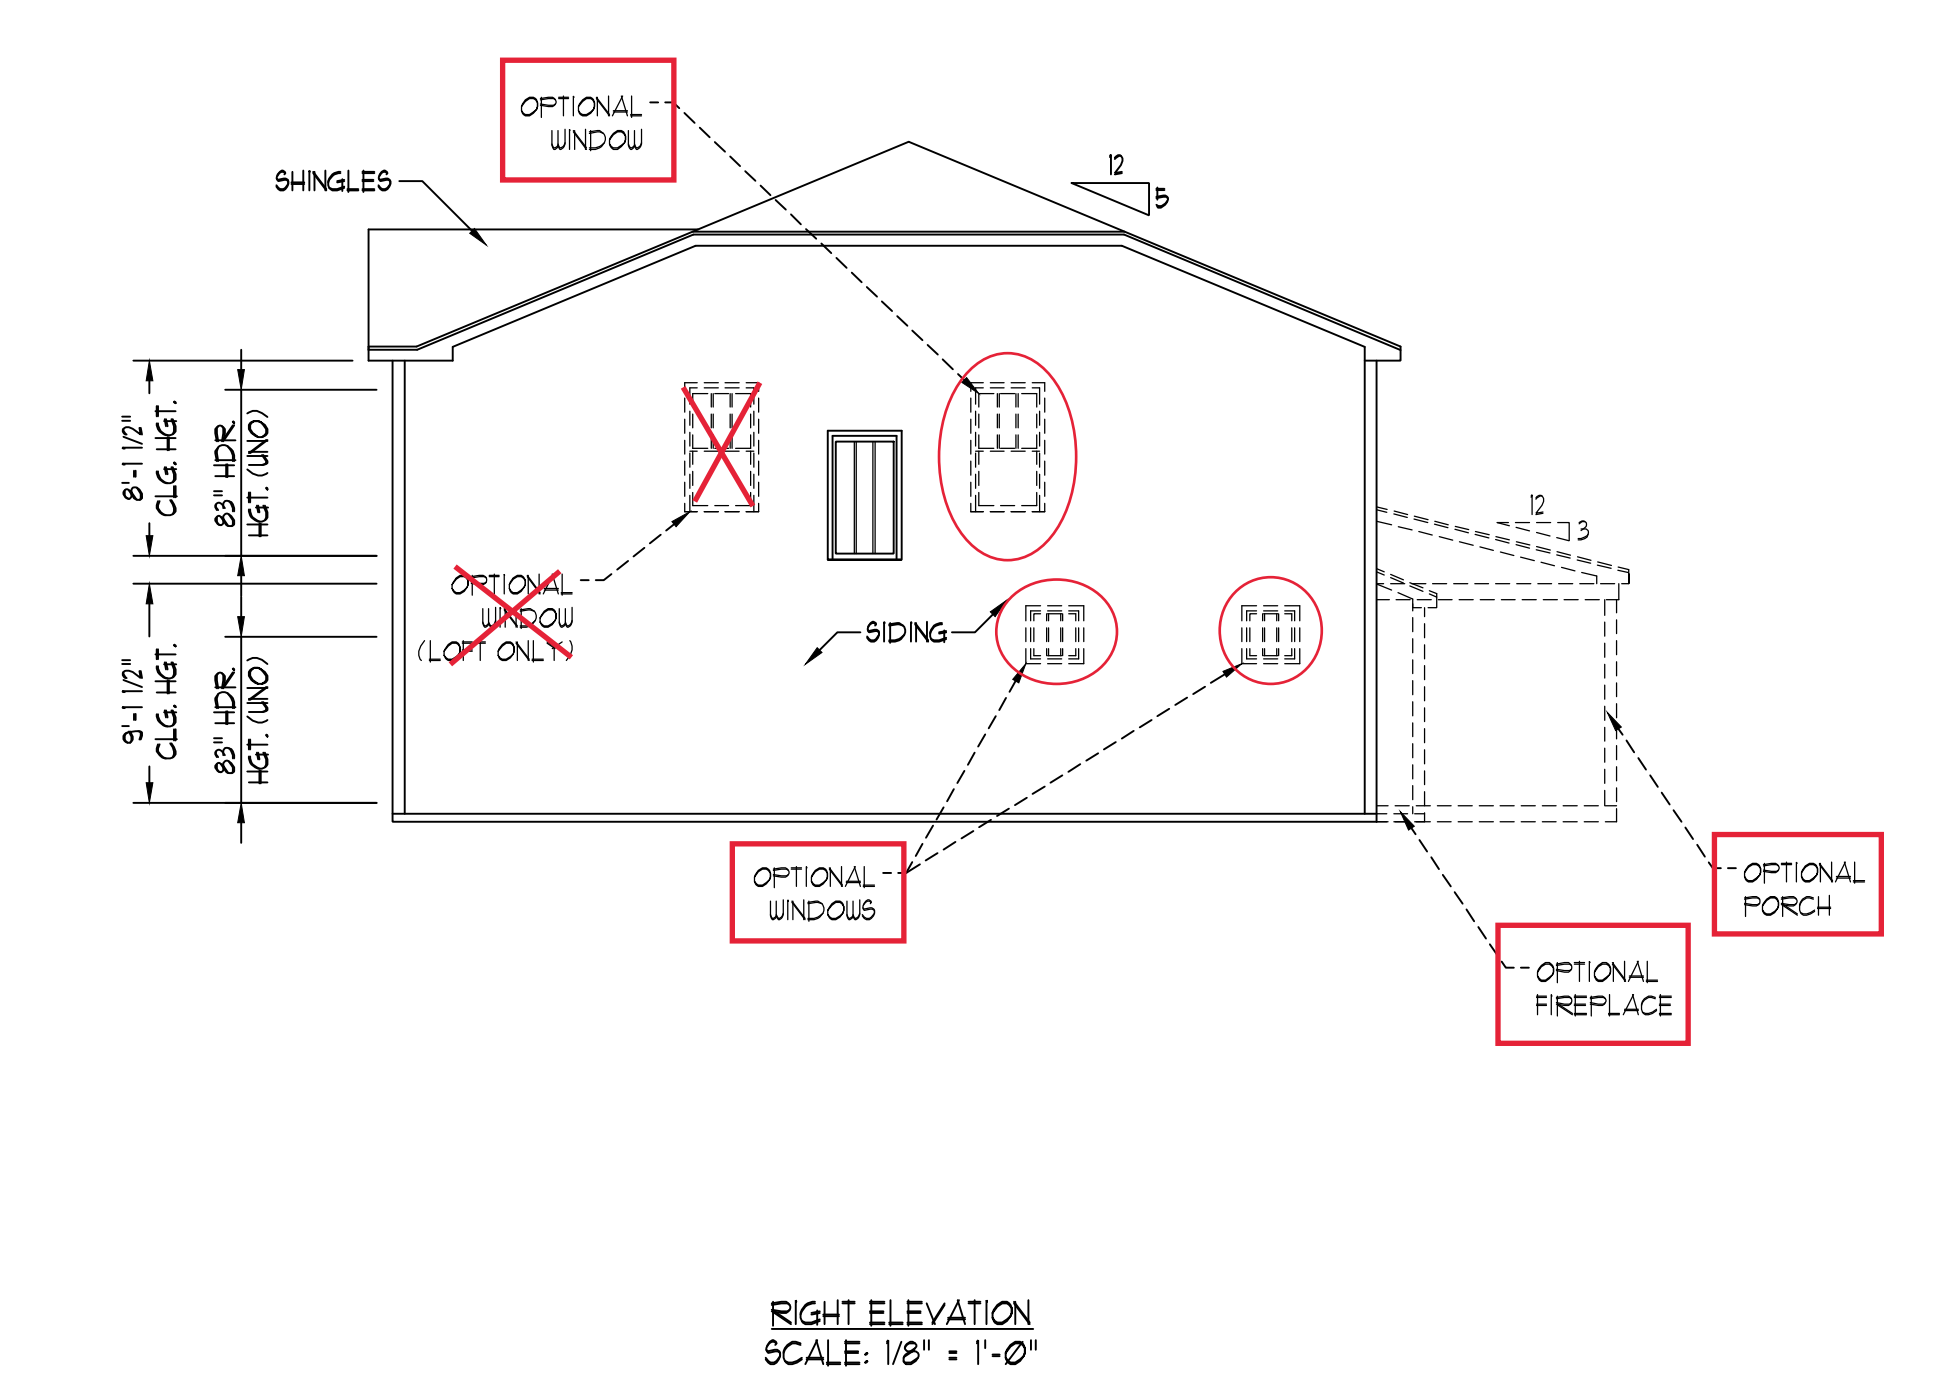 OPTIONAL
WINDOW
SHINGLES
12
5
8'-1 1/2"
CLG. HGT.
83" HDR.
HGT. (UNO)
12
3
OPTIONAL
WINDOW
(LOFT ONLY)
SIDING
9'-1 1/2"
CLG. HGT.
83" HDR.
HGT. (UNO)
OPTIONAL
WINDOWS
OPTIONAL
PORCH
OPTIONAL
FIREPLACE
RIGHT ELEVATION
SCALE: 1/8" = 1'-0"